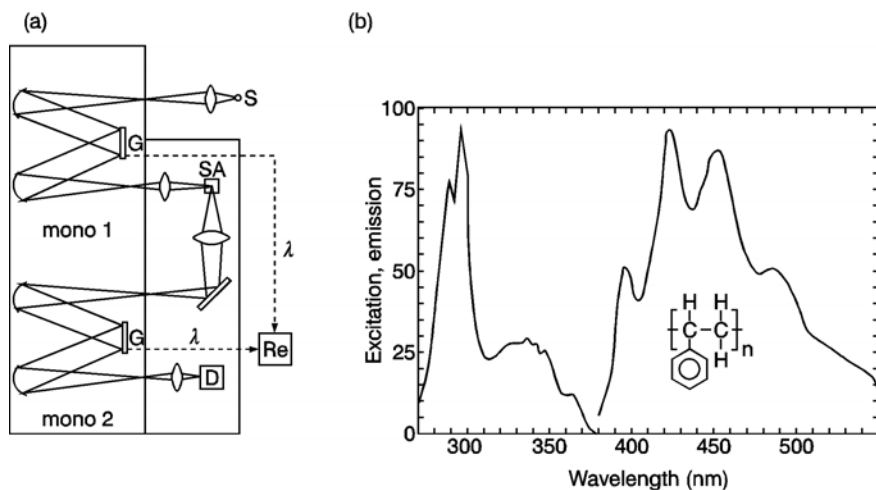 (a)
S
G
SA
mono 1
λ
G
λ
Re
D
mono 2
(b)
Excitation, emission
100
75
50
25
0
H H
C C
H
n
300 350 400 450 500
Wavelength (nm)